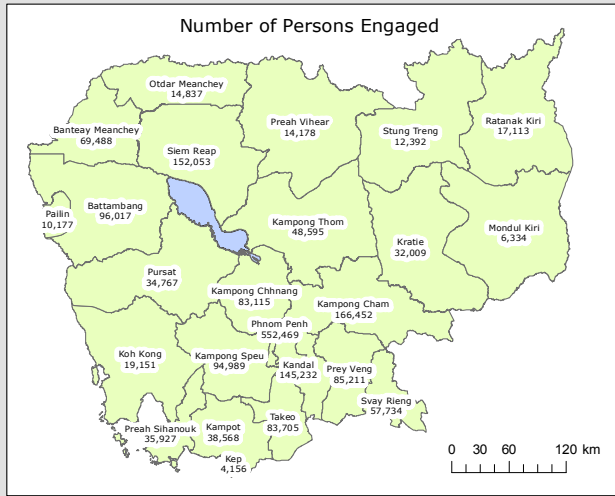 Number of Persons Engaged
Otdar Meanchey
14,837
Banteay Meanchey
69,488
Siem Reap
152,053
Preah Vihear
14,178
Stung Treng
12,392
Ratanak Kiri
17,113
Battambang
96,017
Pailin
10,177
Kampong Thom
48,595
Kratie
32,009
Mondul Kiri
6,334
Pursat
34,767
Kampong Chhnang
83,115
Kampong Cham
166,452
Phnom Penh
552,469
Koh Kong
19,151
Kampong Speu
94,989
Kandal
145,232
Prey Veng
85,211
Svay Rieng
57,734
Preah Sihanouk
35,927
Kampot
38,568
Takeo
83,705
Kep
4,156
0 30 60 120 km